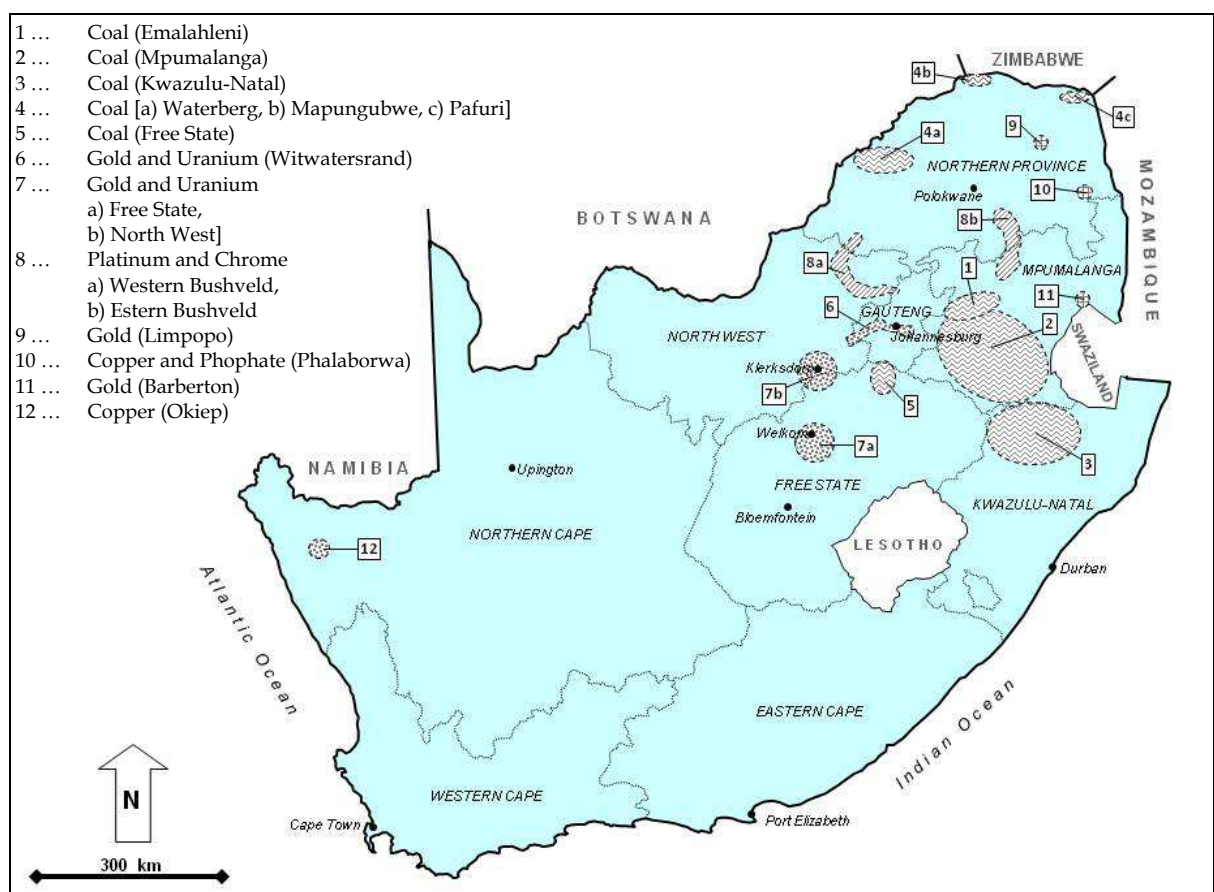 1 … Coal (Emalahleni)
2 … Coal (Mpumalanga)
3 … Coal (Kwazulu-Natal)
4 … Coal [a) Waterberg, b) Mapungubwe, c) Pafuri]
5 … Coal (Free State)
6 … Gold and Uranium (Witwatersrand)
7 … Gold and Uranium
a) Free State,
b) North West]
8 … Platinum and Chrome
a) Western Bushveld,
b) Estern Bushveld
9 … Gold (Limpopo)
10 … Copper and Phophate (Phalaborwa)
11 … Gold (Barberton)
12 … Copper (Okiep)
ZIMBABWE
4b
4c
9
4a
NORTHERN PROVINCE
MOZAMBIQUE
Polokwane
10
BOTSWANA
8b
8a
1
MPUMALANGA
11
6
GAUTENG
NORTH WEST
Johannesburg
2
SWAZILAND
Klerksdorp
7b
5
Welkom
7a
3
NAMIBIA
Upington
FREE STATE
KWAZULU-NATAL
Bloemfontein
NORTHERN CAPE
LESOTHO
12
Durban
Atlantic Ocean
EASTERN CAPE
Indian Ocean
N
WESTERN CAPE
Cape Town
Port Elizabeth
300 km